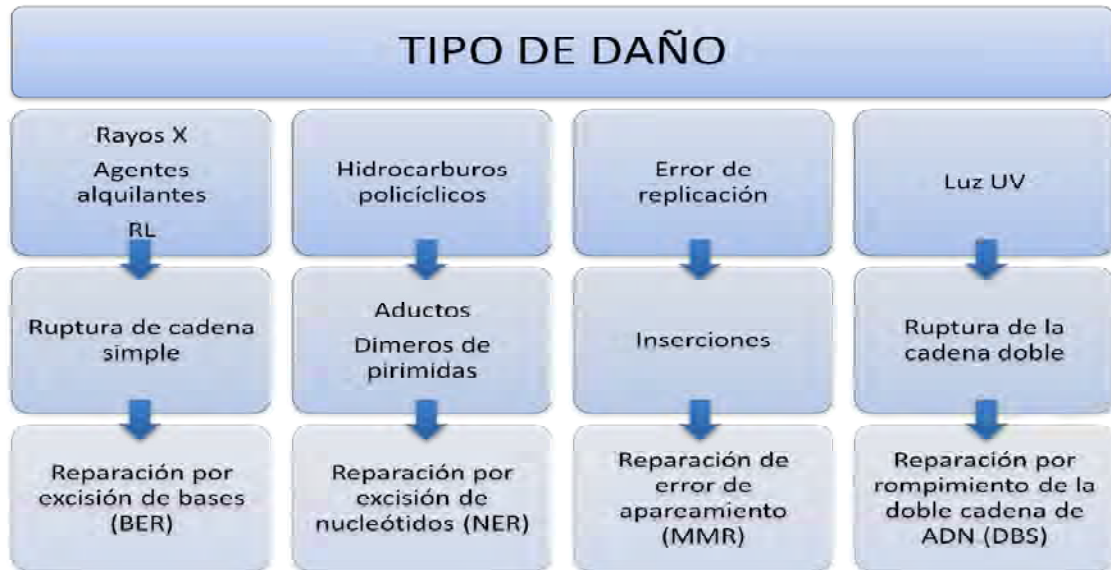 TIPO DE DAÑO
Rayos X
Agentes
alquilantes
RL
Hidrocarburos
policíclicos
Error de
replicación
Luz UV
Ruptura de cadena
simple
Aductos
Dimeros de
pirimidas
Inserciones
Ruptura de la
cadena doble
Reparación por
excisión de bases
(BER)
Reparación por
excisión de
nucleótidos (NER)
Reparación de
error de
apareamiento
(MMR)
Reparación por
rompimiento de la
doble cadena de
ADN (DBS)